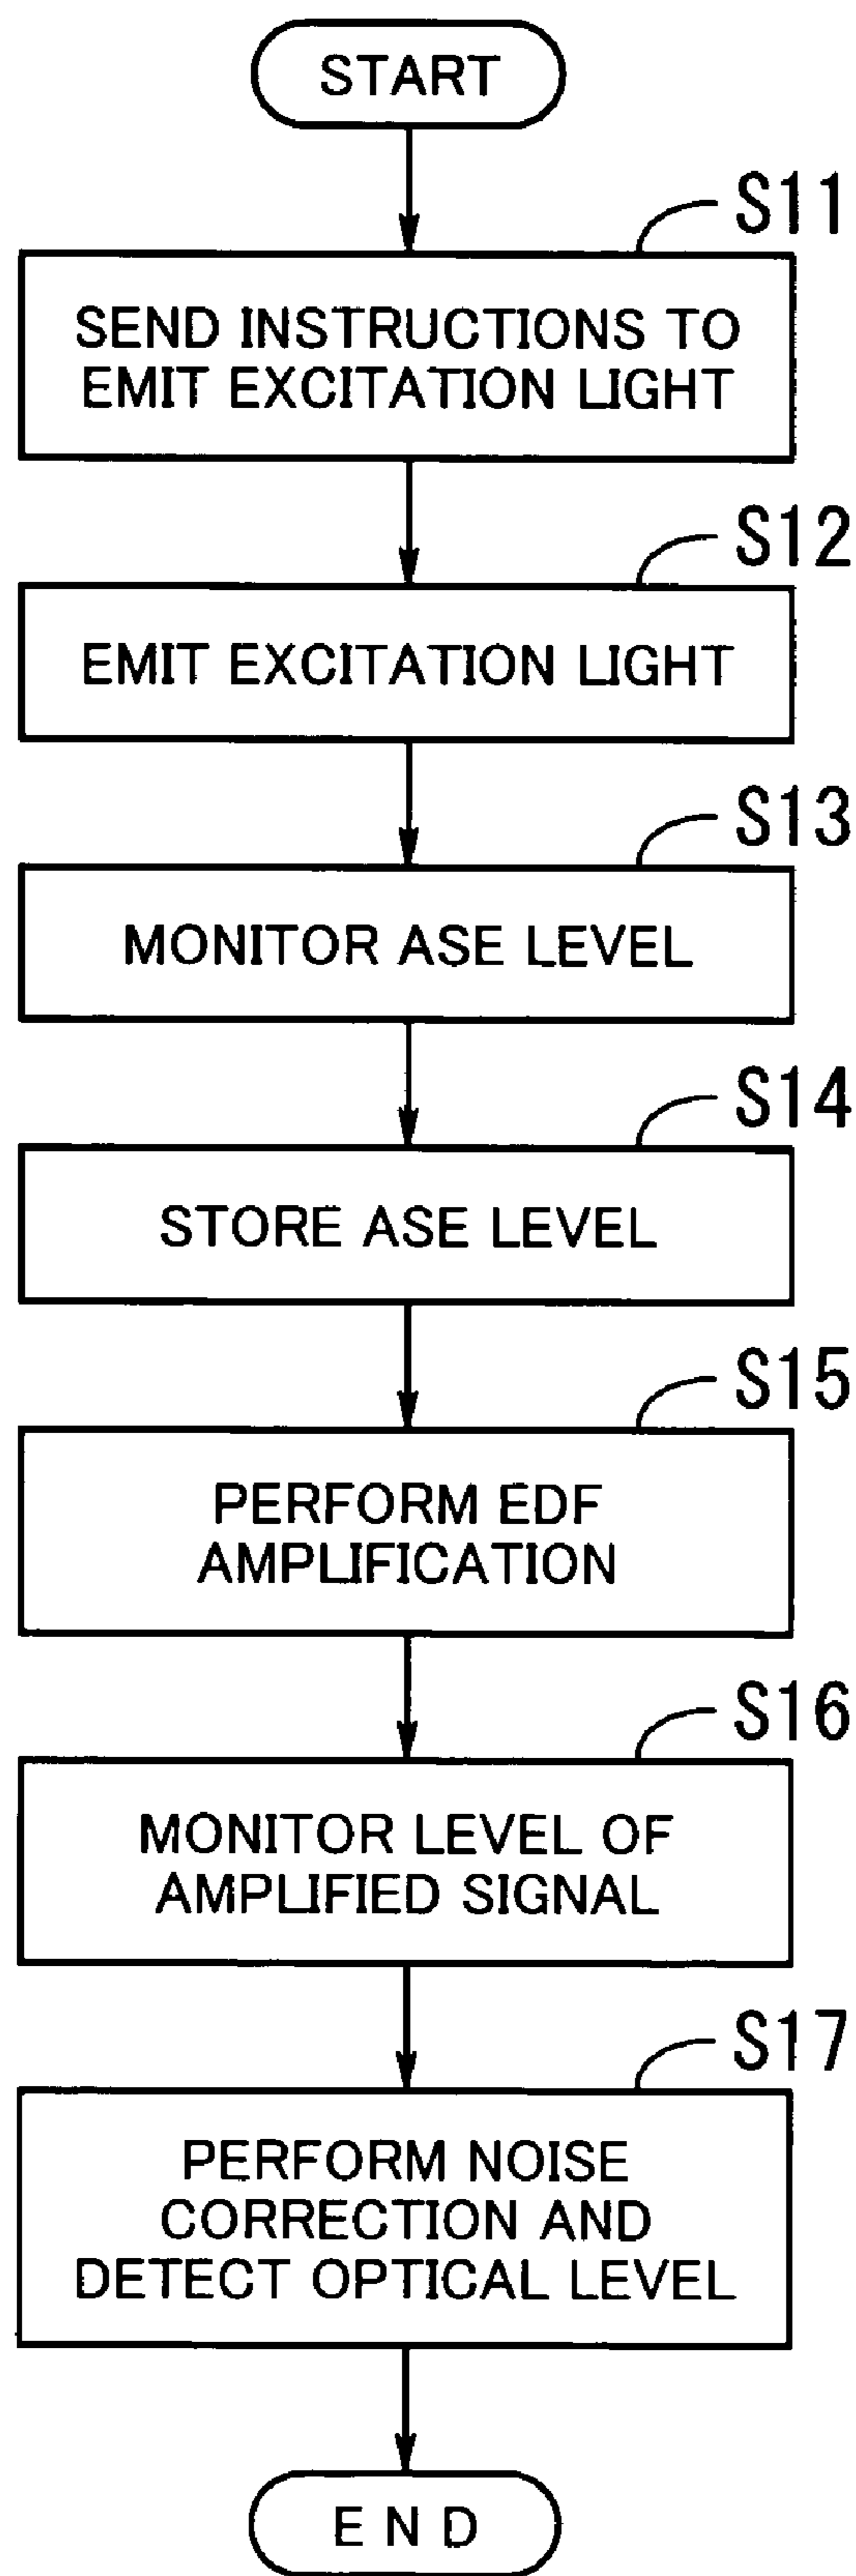 START
S11
SEND INSTRUCTIONS TO
EMIT EXCITATION LIGHT
S12
EMIT EXCITATION LIGHT
S13
MONITOR ASE LEVEL
S14
STORE ASE LEVEL
S15
PERFORM EDF
AMPLIFICATION
S16
MONITOR LEVEL OF
AMPLIFIED SIGNAL
S17
PERFORM NOISE
CORRECTION AND
DETECT OPTICAL LEVEL
END